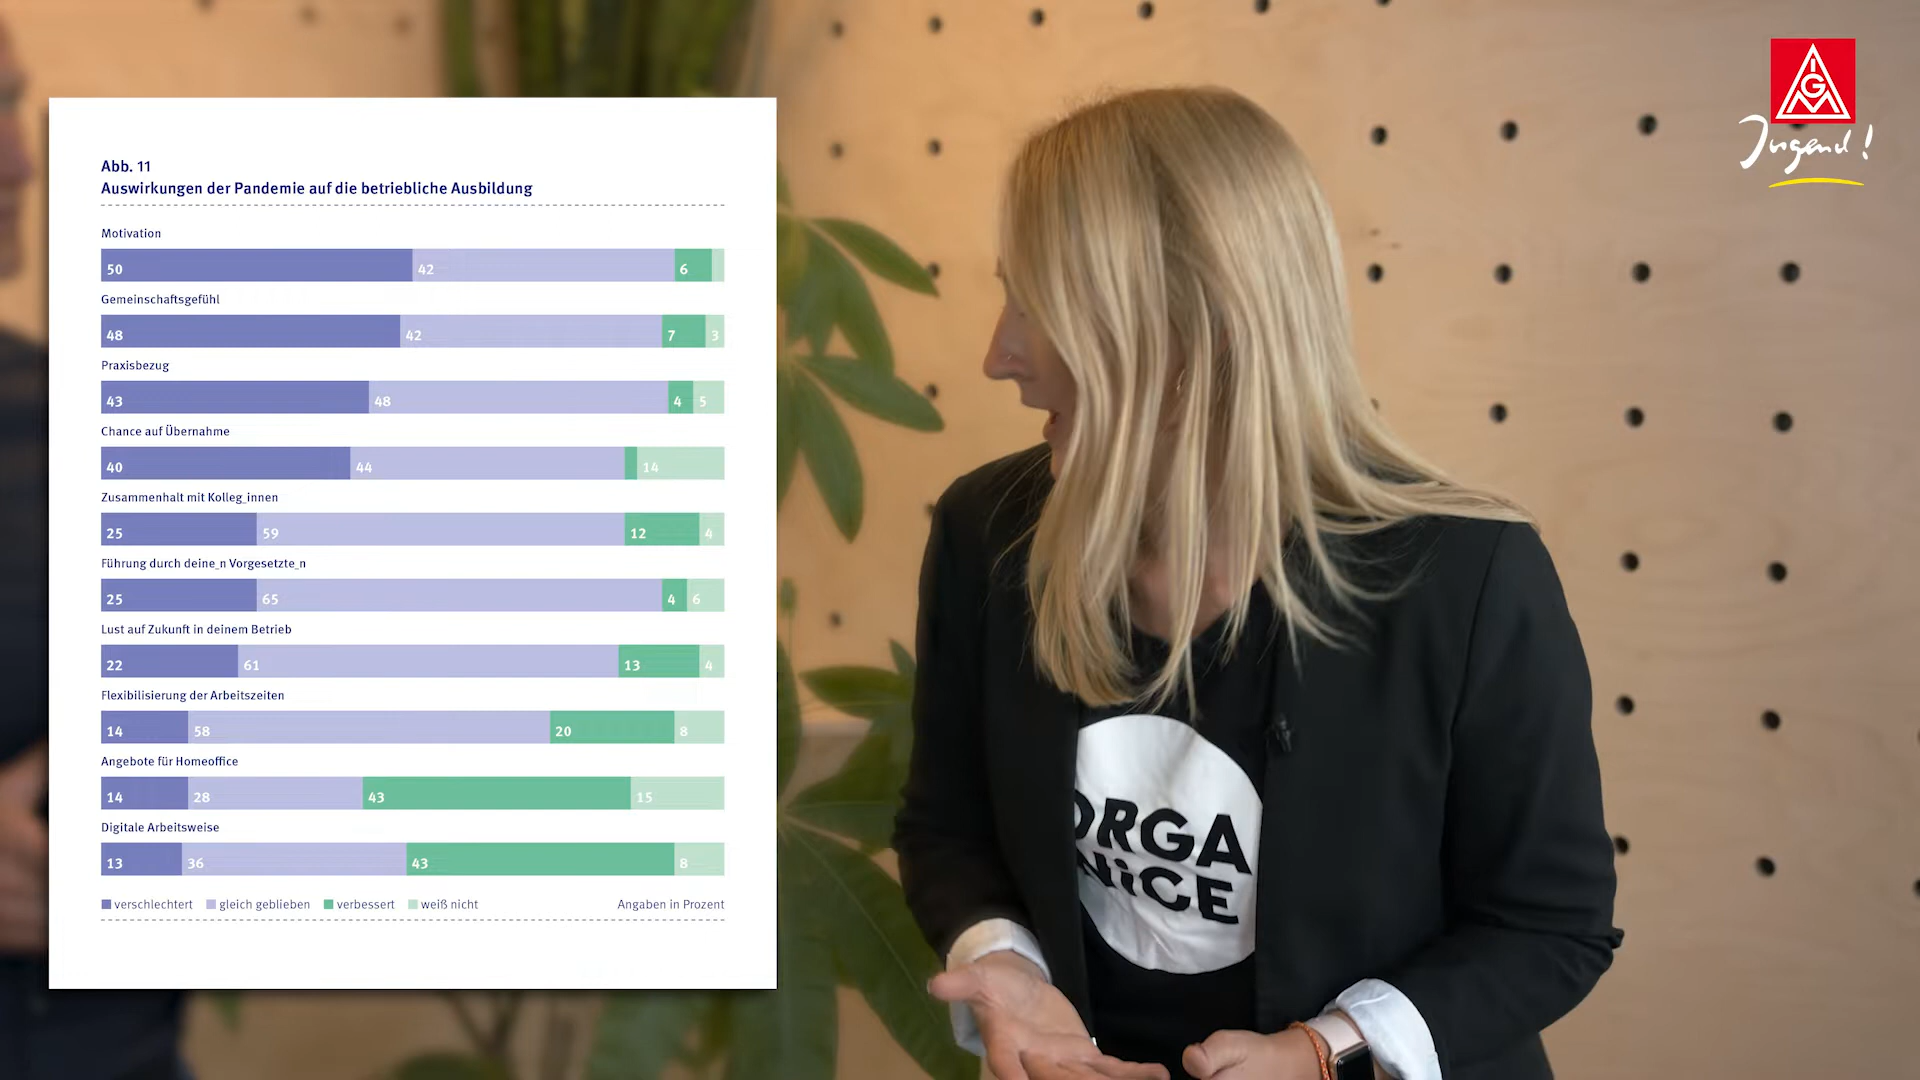 Abb. 11
Auswirkungen der Pandemie auf die betriebliche Ausbildung
Motivation
50 42 6
Gemeinschaftsgefühl
48 42 7 3
Praxisbezug
43 48 4 5
Chance auf Übernahme
40 44 14
Zusammenhalt mit Kolleg_innen
25 59 12 4
Führung durch deine_n Vorgesetzte_n
25 65 4 6
Lust auf Zukunft in deinem Betrieb
22 61 13 4
Flexibilisierung der Arbeitszeiten
14 58 20 8
Angebote für Homeoffice
14 28 43 15
Digitale Arbeitsweise
13 36 43 8
verschlechtert gleich geblieben verbessert weiß nicht Angaben in Prozent
IGM
Jugend!
ORGA
NiCE